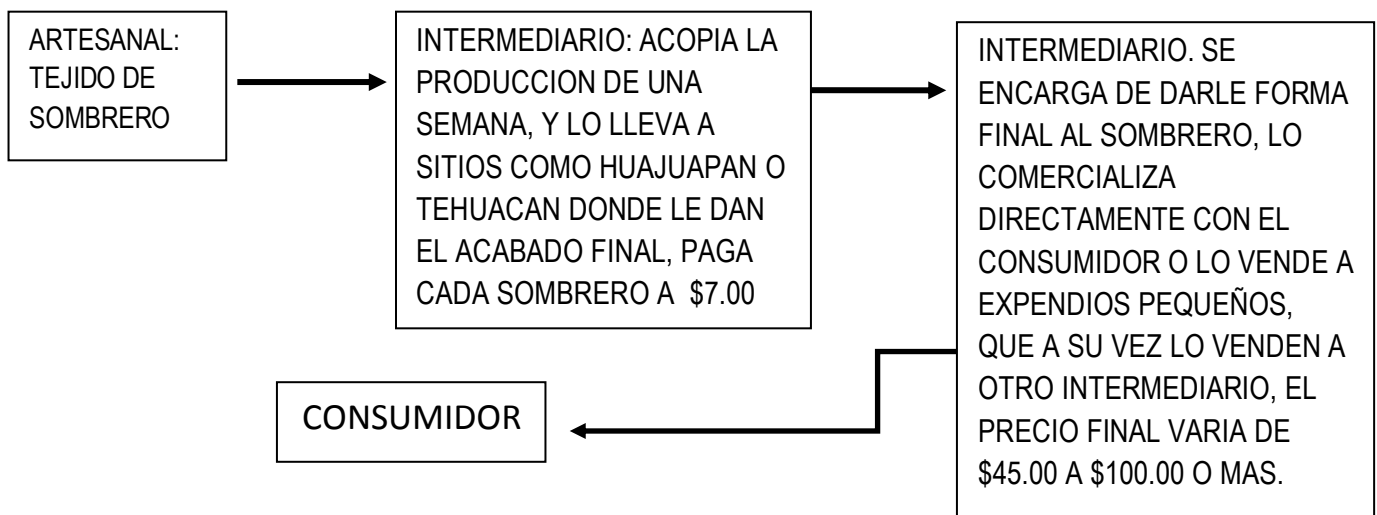 ARTESANAL:
TEJIDO DE
SOMBRERO
INTERMEDIARIO: ACOPIA LA
PRODUCCION DE UNA
SEMANA, Y LO LLEVA A
SITIOS COMO HUAJUAPAN O
TEHUACAN DONDE LE DAN
EL ACABADO FINAL, PAGA
CADA SOMBRERO A $7.00
INTERMEDIARIO. SE
ENCARGA DE DARLE FORMA
FINAL AL SOMBRERO, LO
COMERCIALIZA
DIRECTAMENTE CON EL
CONSUMIDOR O LO VENDE A
EXPENDIOS PEQUEÑOS,
QUE A SU VEZ LO VENDEN A
OTRO INTERMEDIARIO, EL
PRECIO FINAL VARIA DE
$45.00 A $100.00 O MAS.
CONSUMIDOR